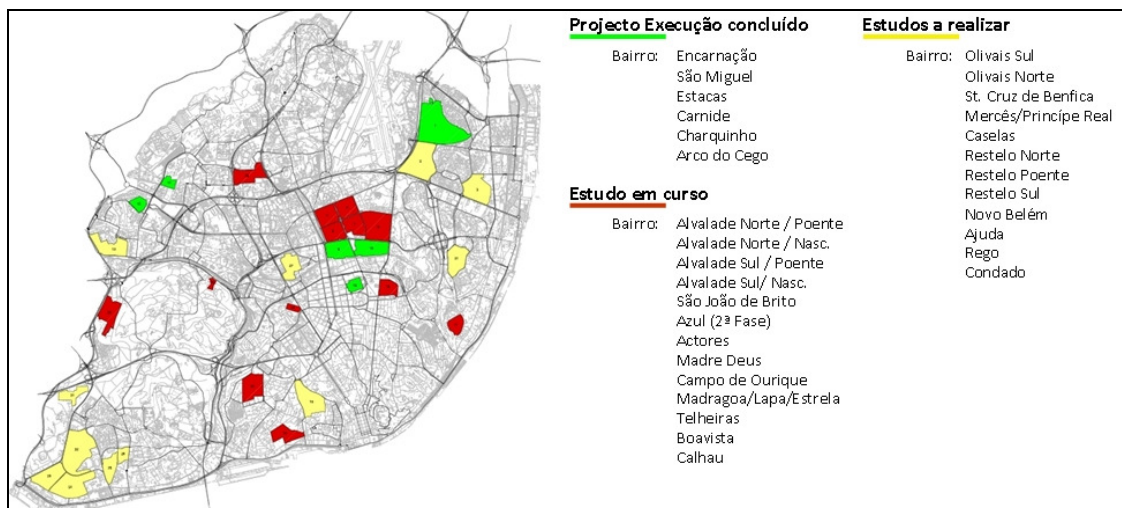 Projecto Execução concluído
Bairro: Encarnação
São Miguel
Estacas
Carnide
Charquinho
Arco do Cego
Estudo em curso
Bairro: Alvalade Norte / Poente
Alvalade Norte / Nasc.
Alvalade Sul / Poente
Alvalade Sul/ Nasc.
São João de Brito
Azul (2ª Fase)
Actores
Madre Deus
Campo de Ourique
Madragoa/Lapa/Estrela
Telheiras
Boavista
Calhau
Estudos a realizar
Bairro: Olivais Sul
Olivais Norte
St. Cruz de Benfica
Mercês/Princípe Real
Caselas
Restelo Norte
Restelo Poente
Restelo Sul
Novo Belém
Ajuda
Rego
Condado